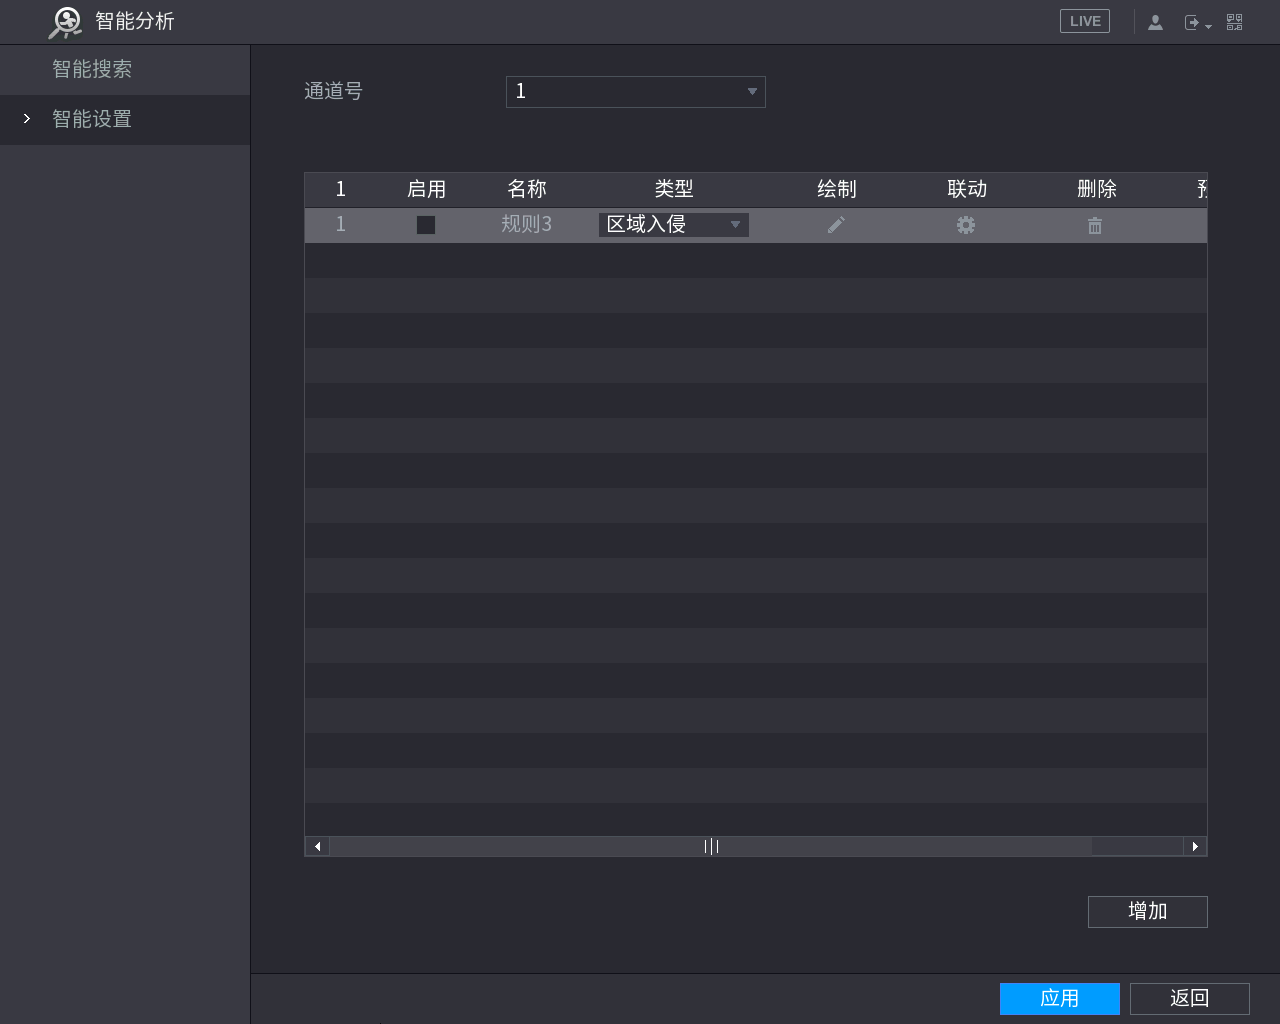 智能分析 LIVE
智能搜索
通道号 1
智能设置
1 启用 名称 类型 绘制 联动 删除
1 规则3 区域入侵
增加
应用 返回